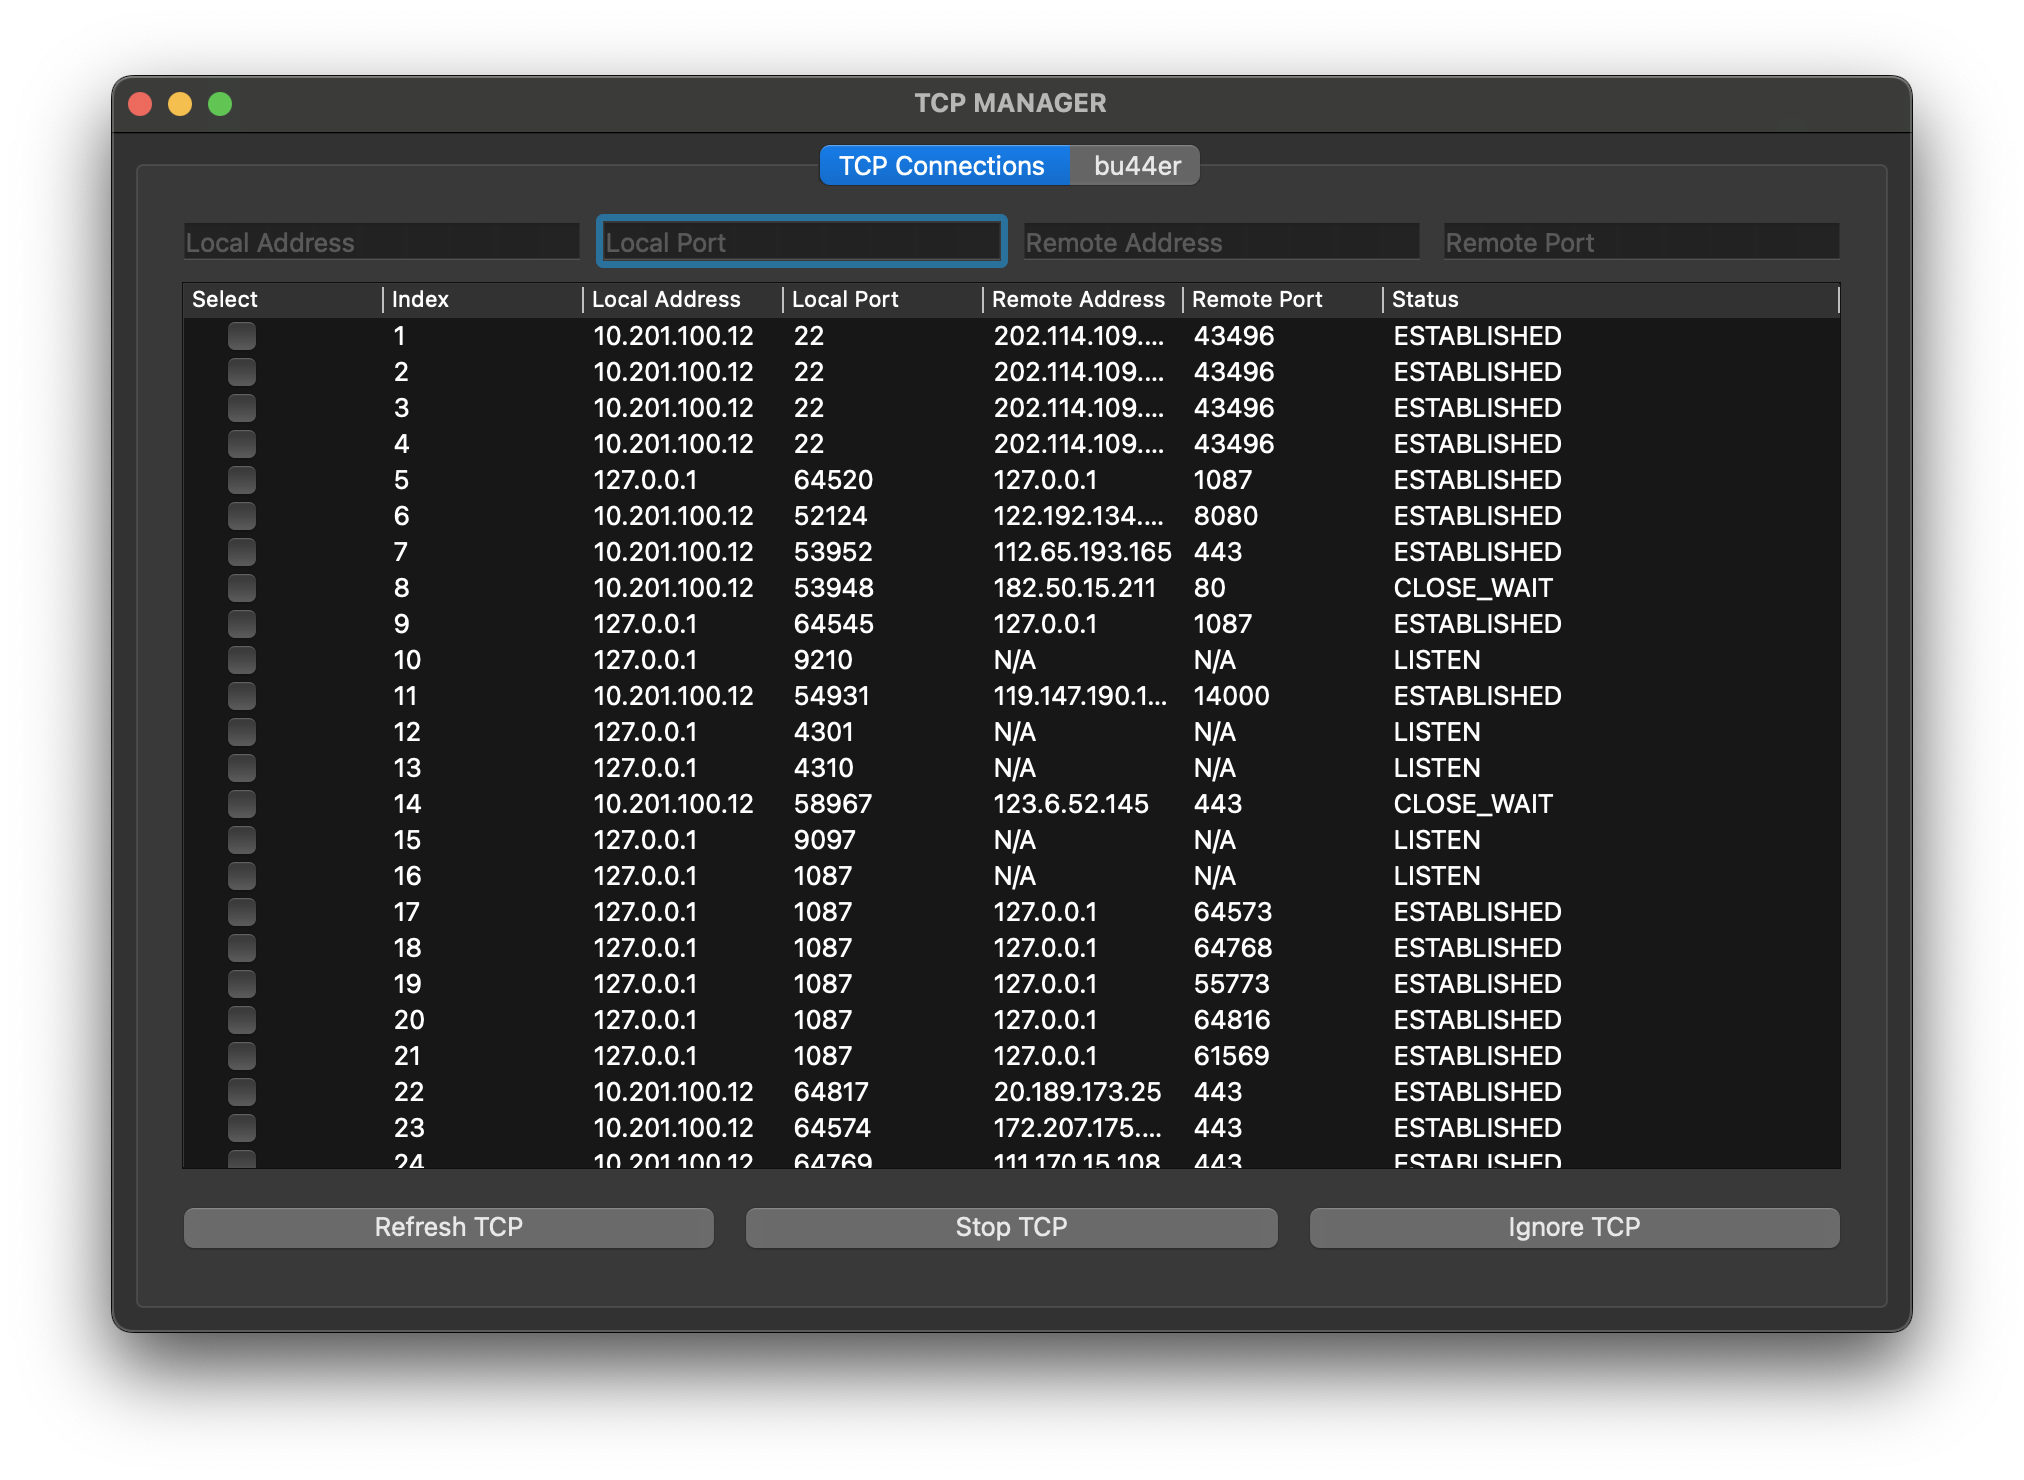 TCP MANAGER
TCP Connections bu44er
Local Address Local Port Remote Address Remote Port
Select Index Local Address Local Port Remote Address Remote Port Status
1 10.201.100.12 22 202.114.109.... 43496 ESTABLISHED
2 10.201.100.12 22 202.114.109.... 43496 ESTABLISHED
3 10.201.100.12 22 202.114.109.... 43496 ESTABLISHED
4 10.201.100.12 22 202.114.109.... 43496 ESTABLISHED
5 127.0.0.1 64520 127.0.0.1 1087 ESTABLISHED
6 10.201.100.12 52124 122.192.134.... 8080 ESTABLISHED
7 10.201.100.12 53952 112.65.193.165 443 ESTABLISHED
8 10.201.100.12 53948 182.50.15.211 80 CLOSE_WAIT
9 127.0.0.1 64545 127.0.0.1 1087 ESTABLISHED
10 127.0.0.1 9210 N/A N/A LISTEN
11 10.201.100.12 54931 119.147.190.1... 14000 ESTABLISHED
12 127.0.0.1 4301 N/A N/A LISTEN
13 127.0.0.1 4310 N/A N/A LISTEN
14 10.201.100.12 58967 123.6.52.145 443 CLOSE_WAIT
15 127.0.0.1 9097 N/A N/A LISTEN
16 127.0.0.1 1087 N/A N/A LISTEN
17 127.0.0.1 1087 127.0.0.1 64573 ESTABLISHED
18 127.0.0.1 1087 127.0.0.1 64768 ESTABLISHED
19 127.0.0.1 1087 127.0.0.1 55773 ESTABLISHED
20 127.0.0.1 1087 127.0.0.1 64816 ESTABLISHED
21 127.0.0.1 1087 127.0.0.1 61569 ESTABLISHED
22 10.201.100.12 64817 20.189.173.25 443 ESTABLISHED
23 10.201.100.12 64574 172.207.175.... 443 ESTABLISHED
24 10.201.100.12 64769 111.170.15.108 443 ESTABLISHED
Refresh TCP Stop TCP Ignore TCP